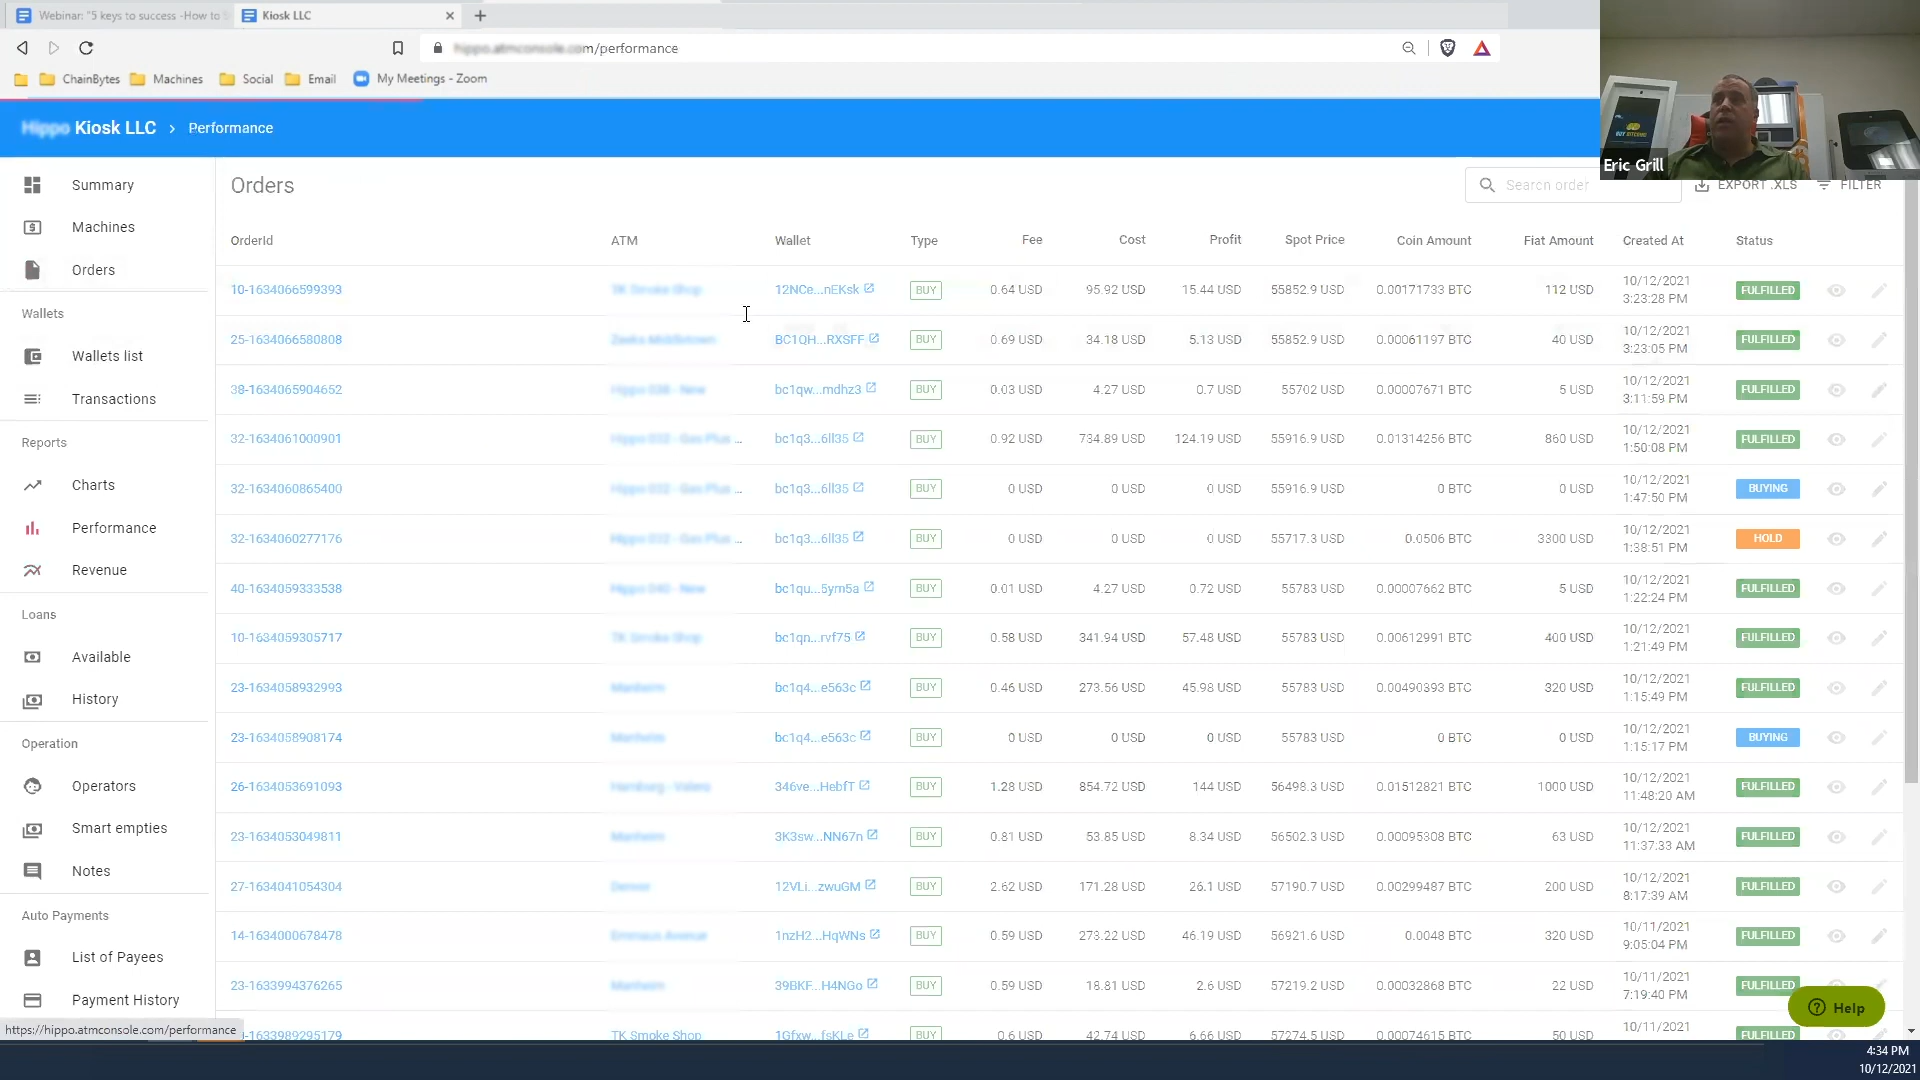 Webinar: "5 keys to success -How to
Kiosk LLC
/performance
ChainBytes Machines Social Email My Meetings - Zoom
Hippo Kiosk LLC › Performance
BUY BITCOINS
Eric Grill
Summary
Machines
Orders
Wallets
Wallets list
Transactions
Reports
Charts
Performance
Revenue
Loans
Available
History
Operation
Operators
Smart empties
Notes
Auto Payments
List of Payees
Payment History
https://hippo.atmconsole.com/performance
Orders
Search order EXPORT .XLS FILTER
OrderId ATM Wallet Type Fee Cost Profit Spot Price Coin Amount Fiat Amount Created At Status
10-1634066599393 TK Smoke Shop 12NCe...nEKsk BUY 0.64 USD 95.92 USD 15.44 USD 55852.9 USD 0.00171733 BTC 112 USD 10/12/2021 3:23:28 PM FULFILLED
25-1634066580808 BC1QH...RXSFF BUY 0.69 USD 34.18 USD 5.13 USD 55852.9 USD 0.00061197 BTC 40 USD 10/12/2021 3:23:05 PM FULFILLED
38-1634065904652 bc1qw...mdhz3 BUY 0.03 USD 4.27 USD 0.7 USD 55702 USD 0.00007671 BTC 5 USD 10/12/2021 3:11:59 PM FULFILLED
32-1634061000901 bc1q3...6ll35 BUY 0.92 USD 734.89 USD 124.19 USD 55916.9 USD 0.01314256 BTC 860 USD 10/12/2021 1:50:08 PM FULFILLED
32-1634060865400 bc1q3...6ll35 BUY 0 USD 0 USD 0 USD 55916.9 USD 0 BTC 0 USD 10/12/2021 1:47:50 PM BUYING
32-1634060277176 bc1q3...6ll35 BUY 0 USD 0 USD 0 USD 55717.3 USD 0.0506 BTC 3300 USD 10/12/2021 1:38:51 PM HOLD
40-1634059333538 bc1qu...5ym5a BUY 0.01 USD 4.27 USD 0.72 USD 55783 USD 0.00007662 BTC 5 USD 10/12/2021 1:22:24 PM FULFILLED
10-1634059305717 TK Smoke Shop bc1qn...rvf75 BUY 0.58 USD 341.94 USD 57.48 USD 55783 USD 0.00612991 BTC 400 USD 10/12/2021 1:21:49 PM FULFILLED
23-1634058932993 bc1q4...e563c BUY 0.46 USD 273.56 USD 45.98 USD 55783 USD 0.00490393 BTC 320 USD 10/12/2021 1:15:49 PM FULFILLED
23-1634058908174 bc1q4...e563c BUY 0 USD 0 USD 0 USD 55783 USD 0 BTC 0 USD 10/12/2021 1:15:17 PM BUYING
26-1634053691093 346ve...HebfT BUY 1.28 USD 854.72 USD 144 USD 56498.3 USD 0.01512821 BTC 1000 USD 10/12/2021 11:48:20 AM FULFILLED
23-1634053049811 3K3sw...NN67n BUY 0.81 USD 53.85 USD 8.34 USD 56502.3 USD 0.00095308 BTC 63 USD 10/12/2021 11:37:33 AM FULFILLED
27-1634041054304 12VLi...zwuGM BUY 2.62 USD 171.28 USD 26.1 USD 57190.7 USD 0.00299487 BTC 200 USD 10/12/2021 8:17:39 AM FULFILLED
14-1634000678478 1nzH2...HqWNs BUY 0.59 USD 273.22 USD 46.19 USD 56921.6 USD 0.0048 BTC 320 USD 10/11/2021 9:05:04 PM FULFILLED
23-1633994376265 39BKF...H4NGo BUY 0.59 USD 18.81 USD 2.6 USD 57219.2 USD 0.00032868 BTC 22 USD 10/11/2021 7:19:40 PM FULFILLED
-1633989295179 TK Smoke Shop 1Gfxw...fsKLe BUY 0.6 USD 42.74 USD 6.66 USD 57274.5 USD 0.00074615 BTC 50 USD 10/11/2021 FULFILLED
Help
4:34 PM
10/12/2021